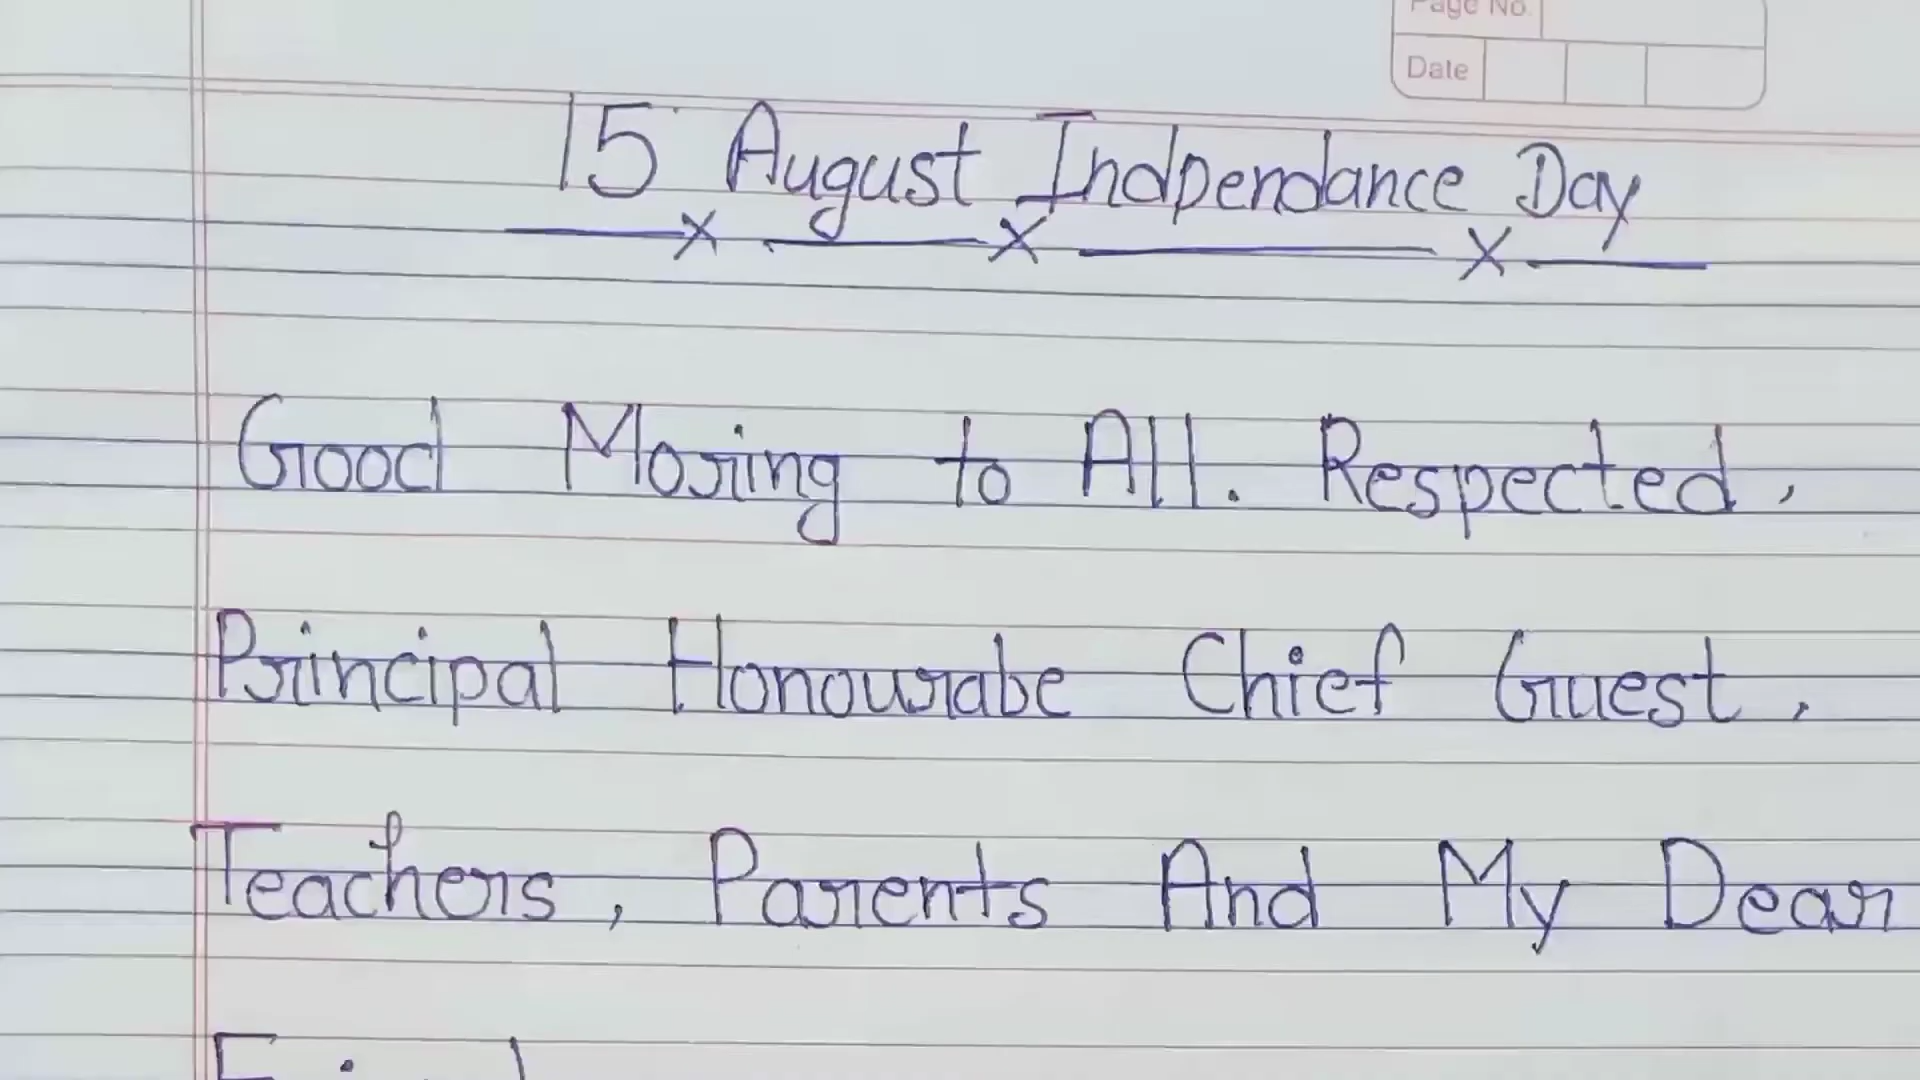 Page No.
Date
15 August Indpendance Day
Good Moring to All. Respected,
Principal Honourabe Chief Guest,
Teachers, Parents And My Dear